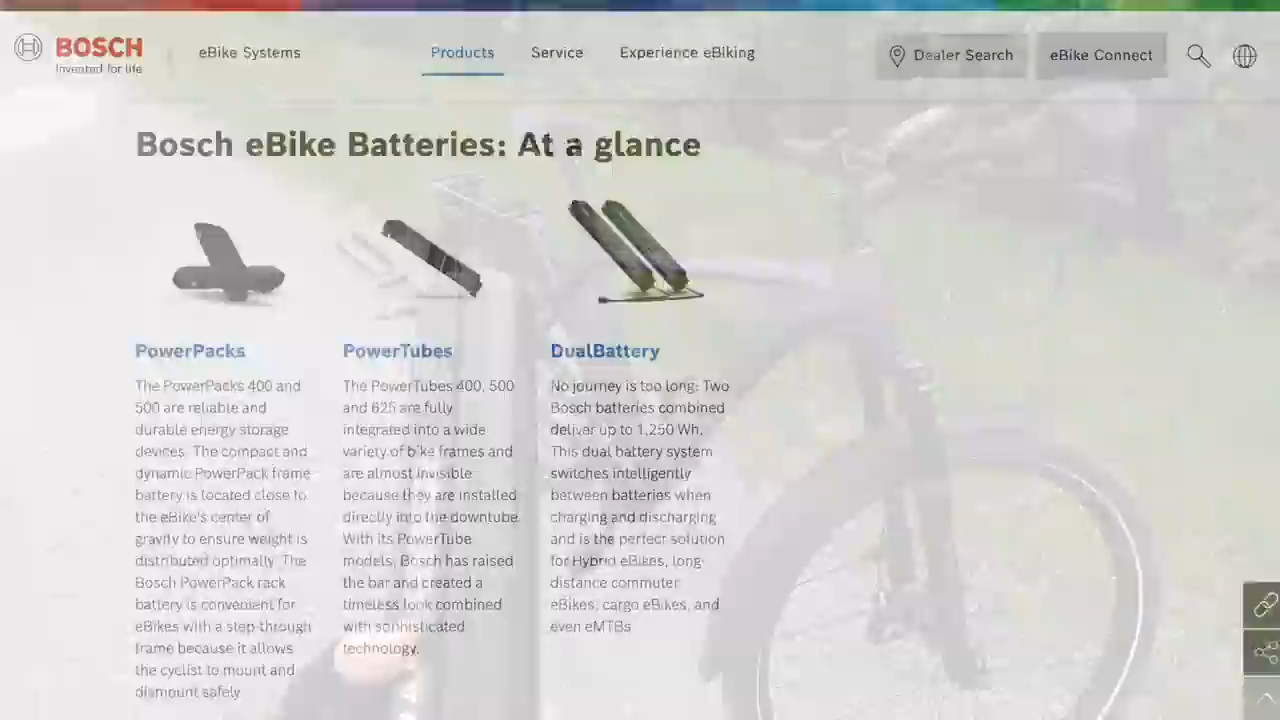 BOSCH
Invented for life
eBike Systems
Products
Service
Experience eBiking
Dealer Search
eBike Connect
Bosch eBike Batteries: At a glance
PowerPacks
The PowerPacks 400 and
500 are reliable and
durable energy storage
devices. The compact and
dynamic PowerPack frame
battery is located close to
the eBike's center of
gravity to ensure weight is
distributed optimally. The
Bosch PowerPack rack
battery is convenient for
eBikes with a step-through
frame because it allows
the cyclist to mount and
dismount safely
PowerTubes
The PowerTubes 400, 500
and 625 are fully
integrated into a wide
variety of bike frames and
are almost invisible
because they are installed
directly into the downtube.
With its PowerTube
models, Bosch has raised
the bar and created a
timeless look combined
with sophisticated
technology.
DualBattery
No journey is too long: Two
Bosch batteries combined
deliver up to 1,250 Wh.
This dual battery system
switches intelligently
between batteries when
charging and discharging
and is the perfect solution
for Hybrid eBikes, long-
distance commuter
eBikes, cargo eBikes, and
even eMTBs